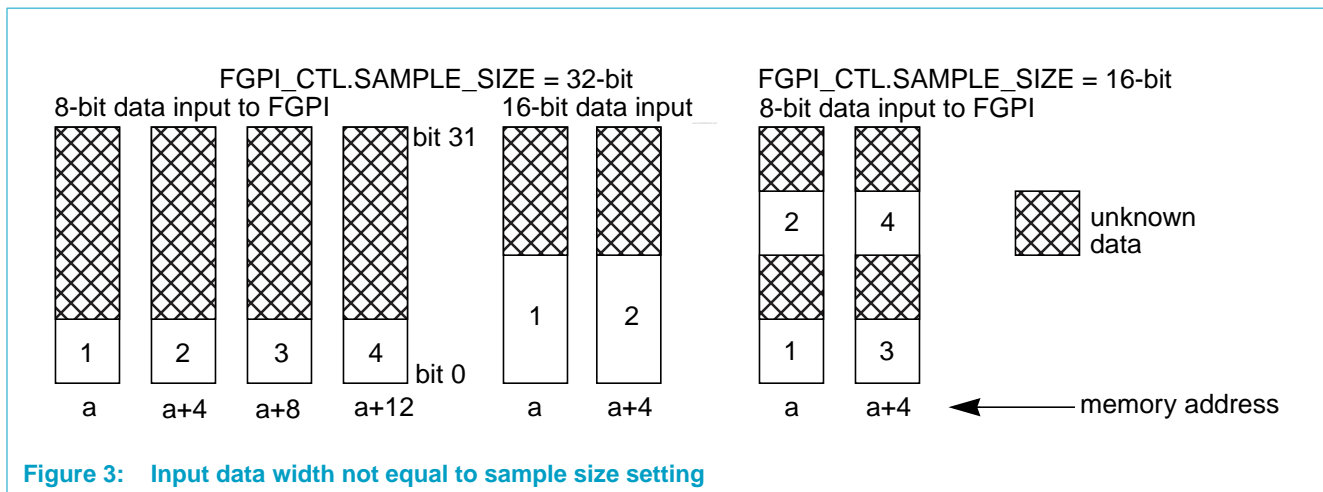 FGPI_CTL.SAMPLE_SIZE = 32-bit
8-bit data input to FGPI
16-bit data input
bit 31
1
2
3
4
bit 0
1
2
a
a+4
a+8
a+12
a
a+4
FGPI_CTL.SAMPLE_SIZE = 16-bit
8-bit data input to FGPI
2
4
1
3
a
a+4
unknown
data
memory address
Figure 3: Input data width not equal to sample size setting